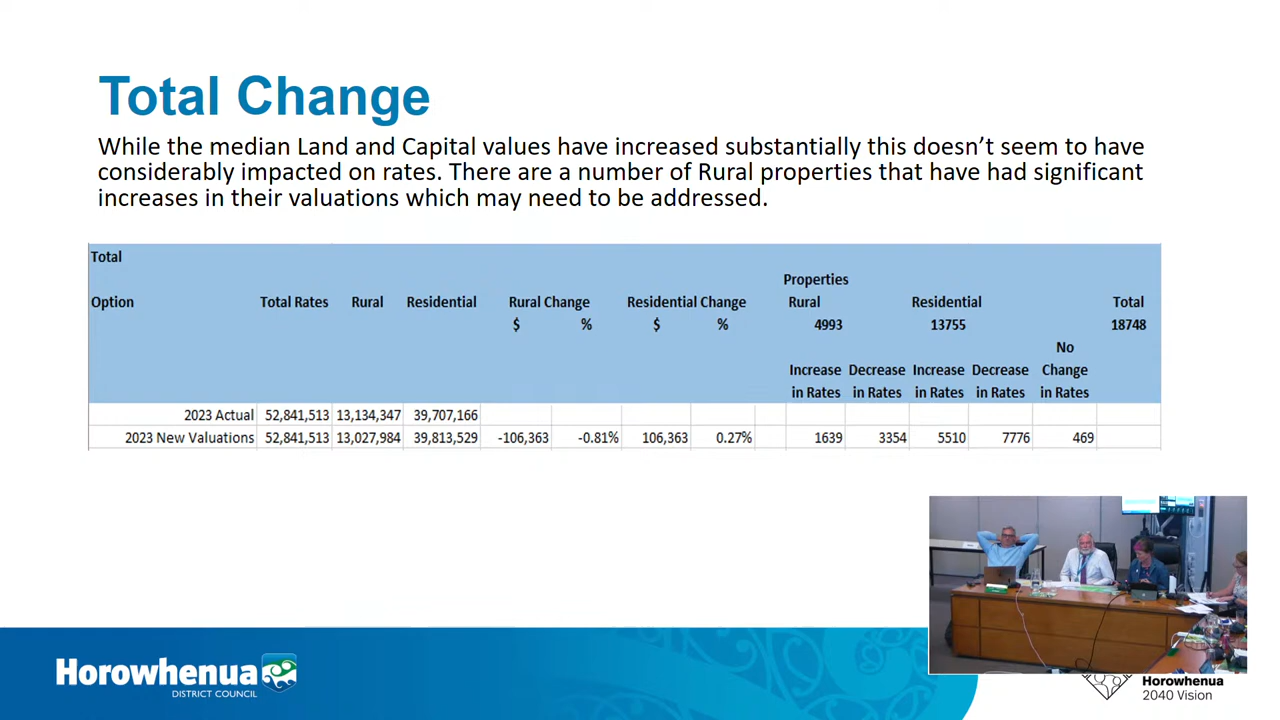 Total Change
While the median Land and Capital values have increased substantially this doesn’t seem to have
considerably impacted on rates. There are a number of Rural properties that have had significant
increases in their valuations which may need to be addressed.
Total
Properties
Option Total Rates Rural Residential Rural Change Residential Change Rural Residential Total
$ % $ % 4993 13755 18748
No
Increase Decrease Increase Decrease Change
in Rates in Rates in Rates in Rates in Rates
2023 Actual 52,841,513 13,134,347 39,707,166
2023 New Valuations 52,841,513 13,027,984 39,813,529 -106,363 -0.81% 106,363 0.27% 1639 3354 5510 7776 469
Horowhenua
DISTRICT COUNCIL
Horowhenua
2040 Vision